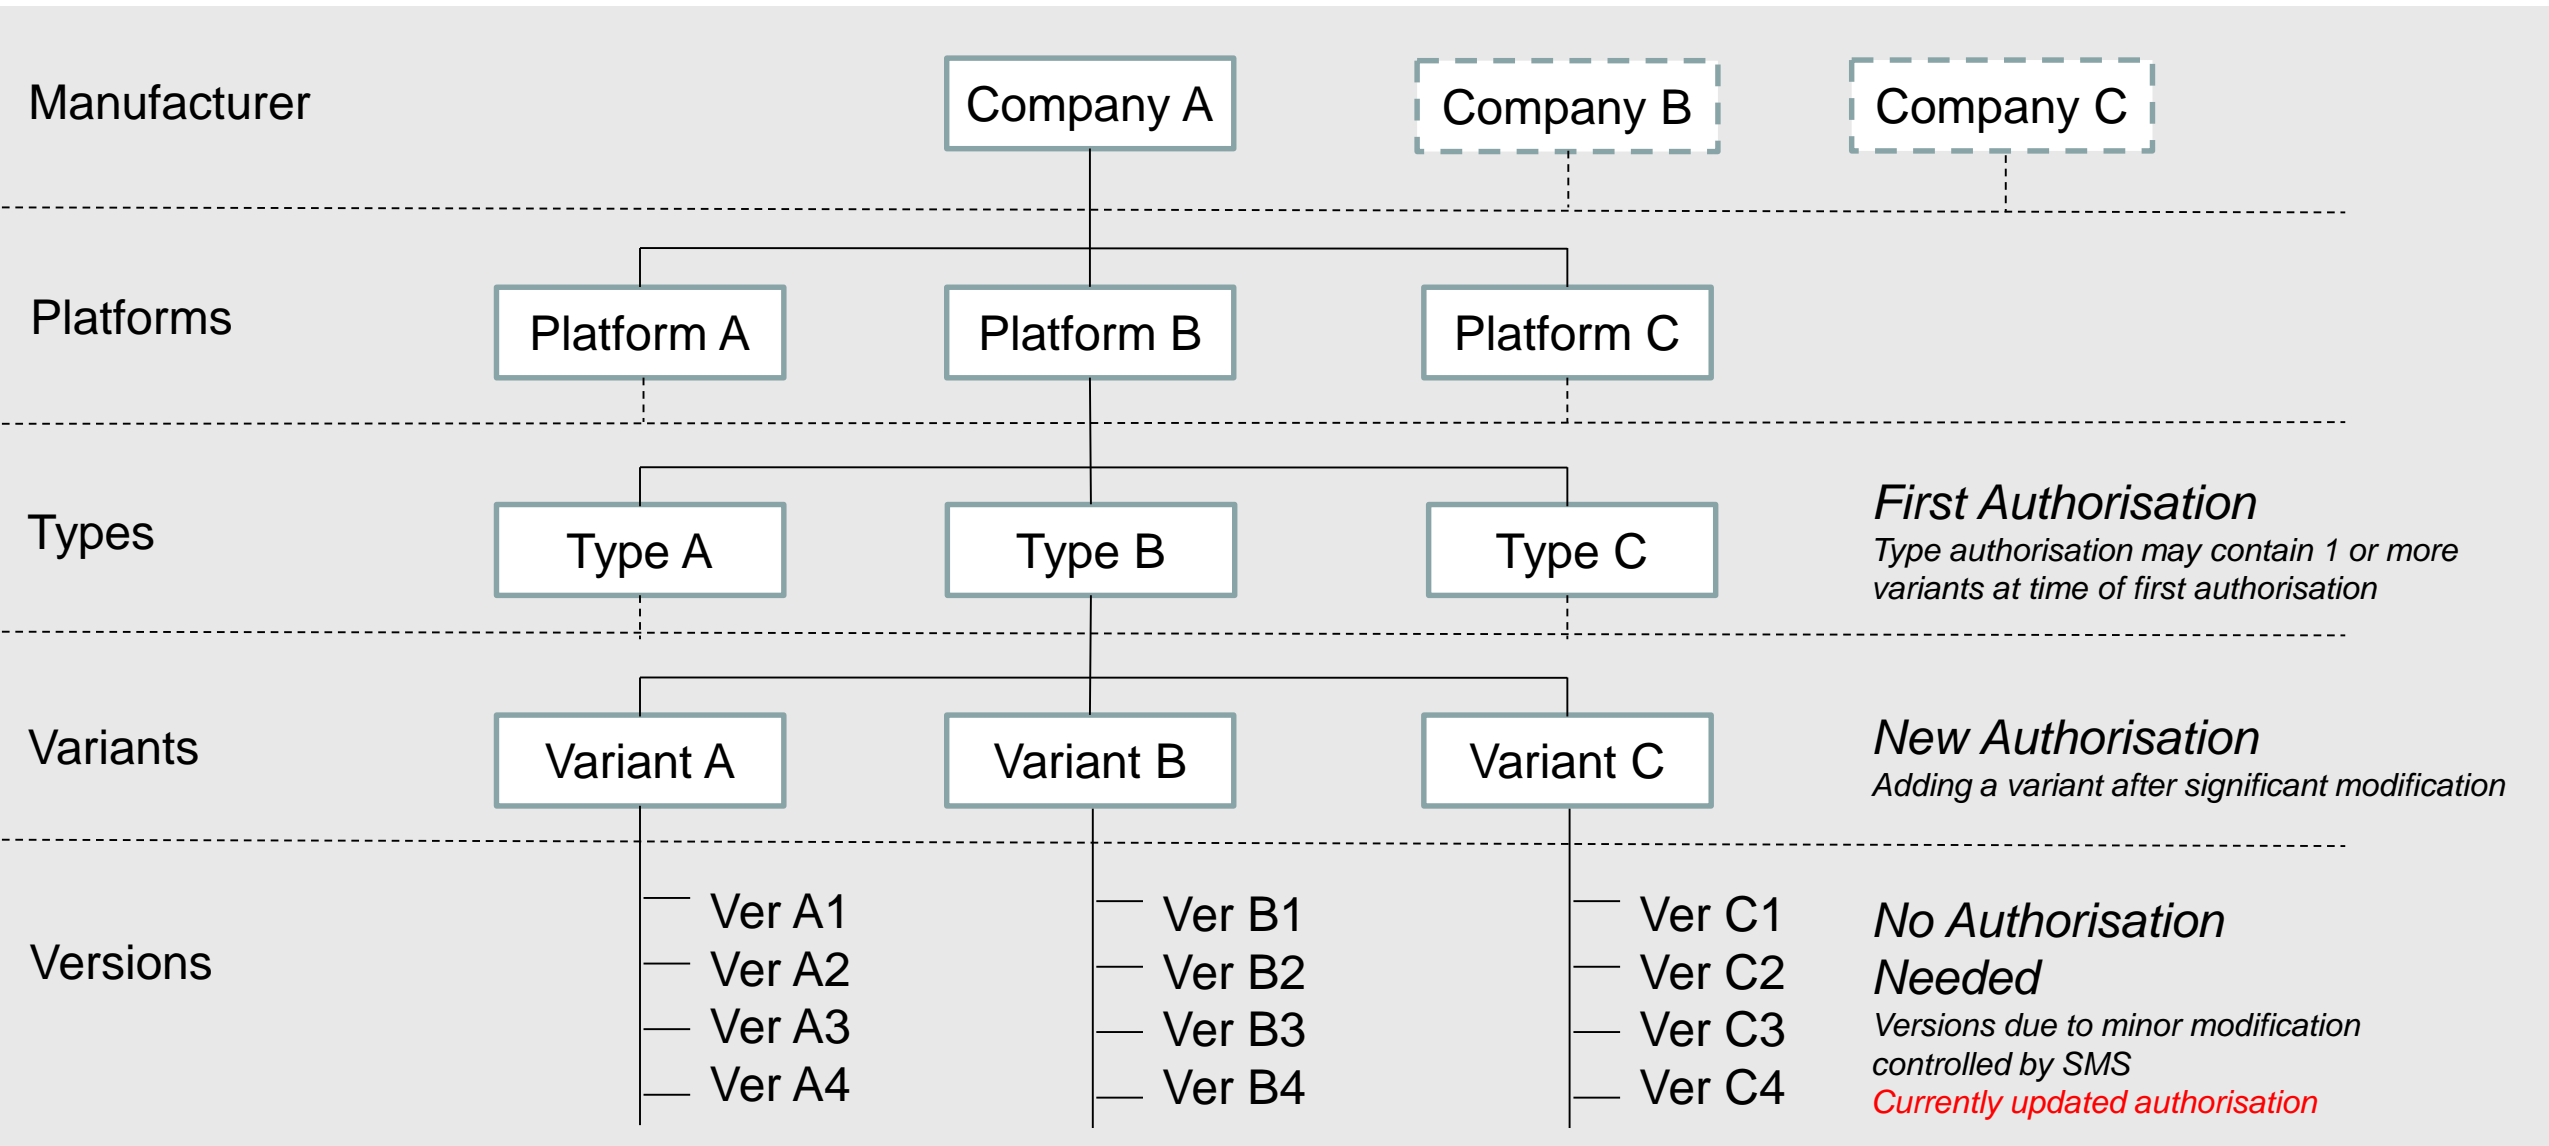 Manufacturer
Company A
Company B
Company C
Platforms
Platform A
Platform B
Platform C
Types
Type A
Type B
Type C
First Authorisation
Type authorisation may contain 1 or more
variants at time of first authorisation
Variants
Variant A
Variant B
Variant C
New Authorisation
Adding a variant after significant modification
Versions
Ver A1
Ver A2
Ver A3
Ver A4
Ver B1
Ver B2
Ver B3
Ver B4
Ver C1
Ver C2
Ver C3
Ver C4
No Authorisation
Needed
Versions due to minor modification
controlled by SMS
Currently updated authorisation